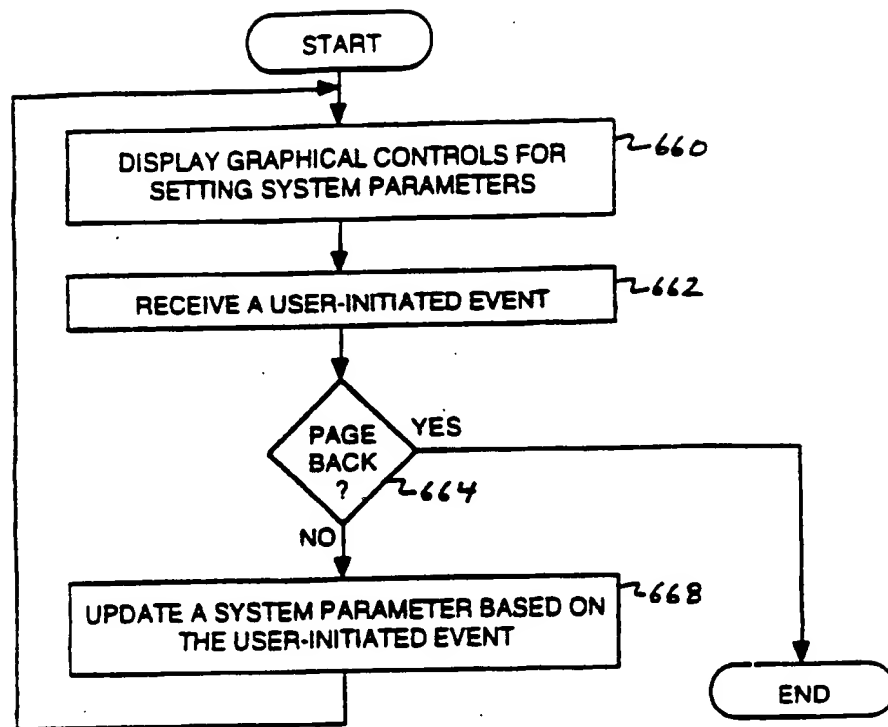 START
DISPLAY GRAPHICAL CONTROLS FOR
SETTING SYSTEM PARAMETERS
660
RECEIVE A USER-INITIATED EVENT
662
PAGE
BACK
?
YES
664
NO
UPDATE A SYSTEM PARAMETER BASED ON
THE USER-INITIATED EVENT
668
END